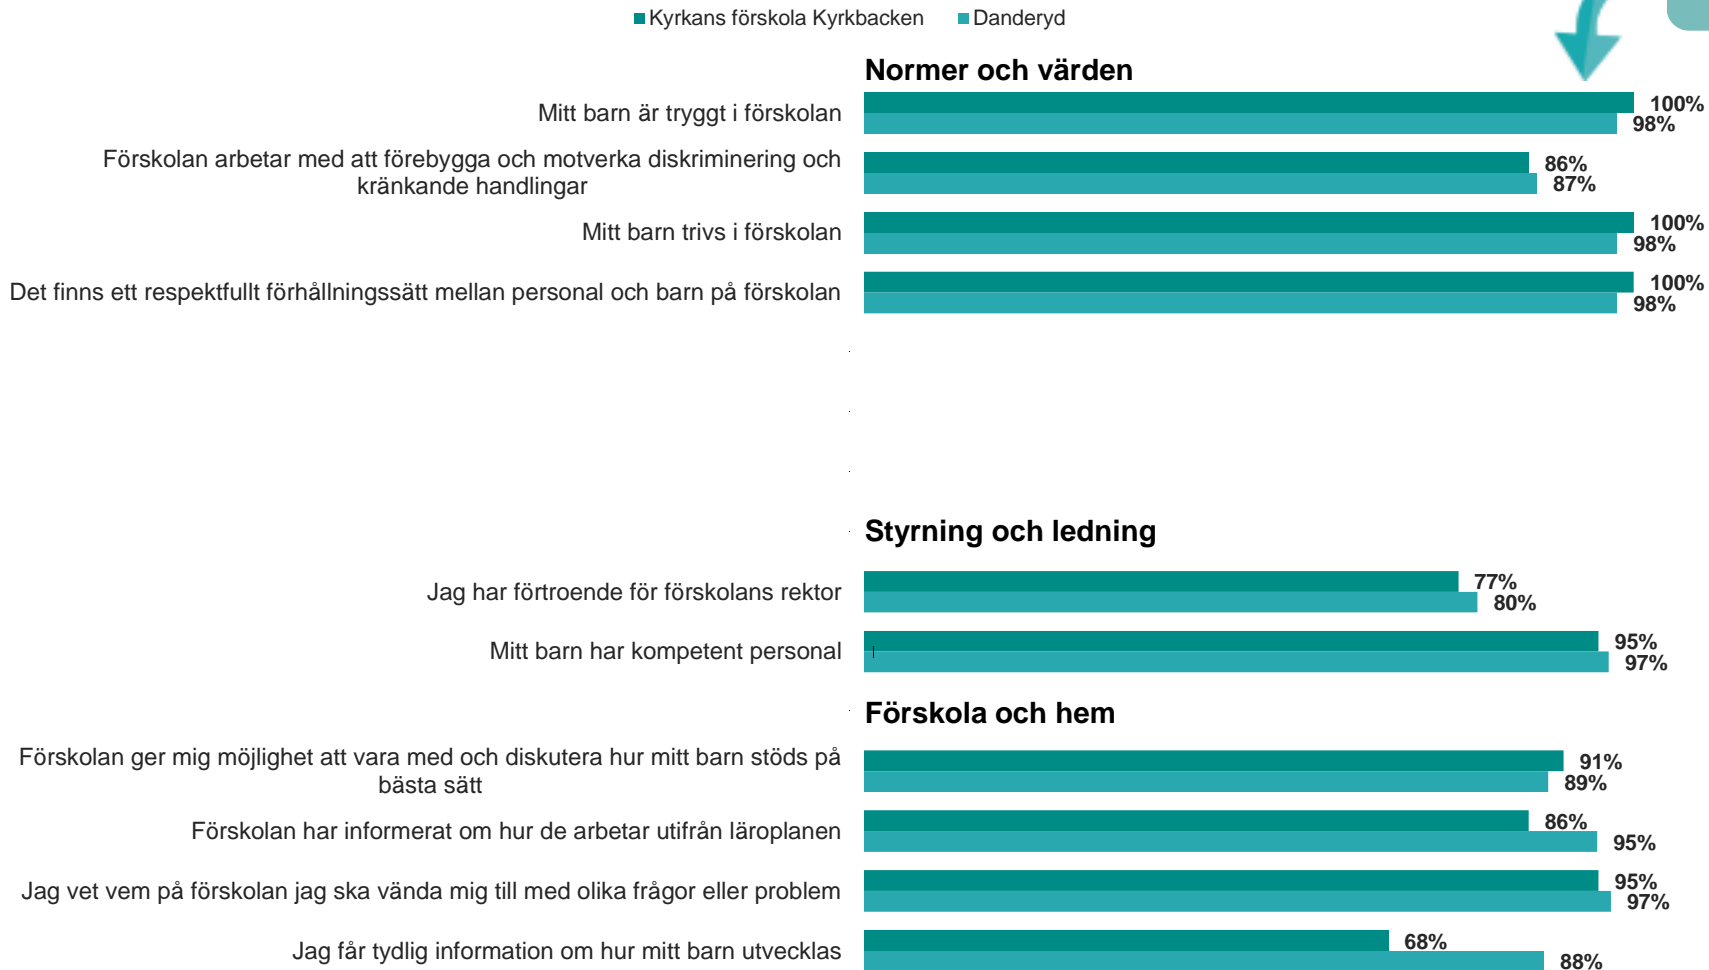 Kyrkans förskola Kyrkbacken Danderyd
Normer och värden
Mitt barn är tryggt i förskolan
100%
98%
Förskolan arbetar med att förebygga och motverka diskriminering och
kränkande handlingar
86%
87%
Mitt barn trivs i förskolan
100%
98%
Det finns ett respektfullt förhållningssätt mellan personal och barn på förskolan
100%
98%
Styrning och ledning
Jag har förtroende för förskolans rektor
77%
80%
Mitt barn har kompetent personal
95%
97%
Förskola och hem
Förskolan ger mig möjlighet att vara med och diskutera hur mitt barn stöds på
bästa sätt
91%
89%
Förskolan har informerat om hur de arbetar utifrån läroplanen
86%
95%
Jag vet vem på förskolan jag ska vända mig till med olika frågor eller problem
95%
97%
Jag får tydlig information om hur mitt barn utvecklas
68%
88%